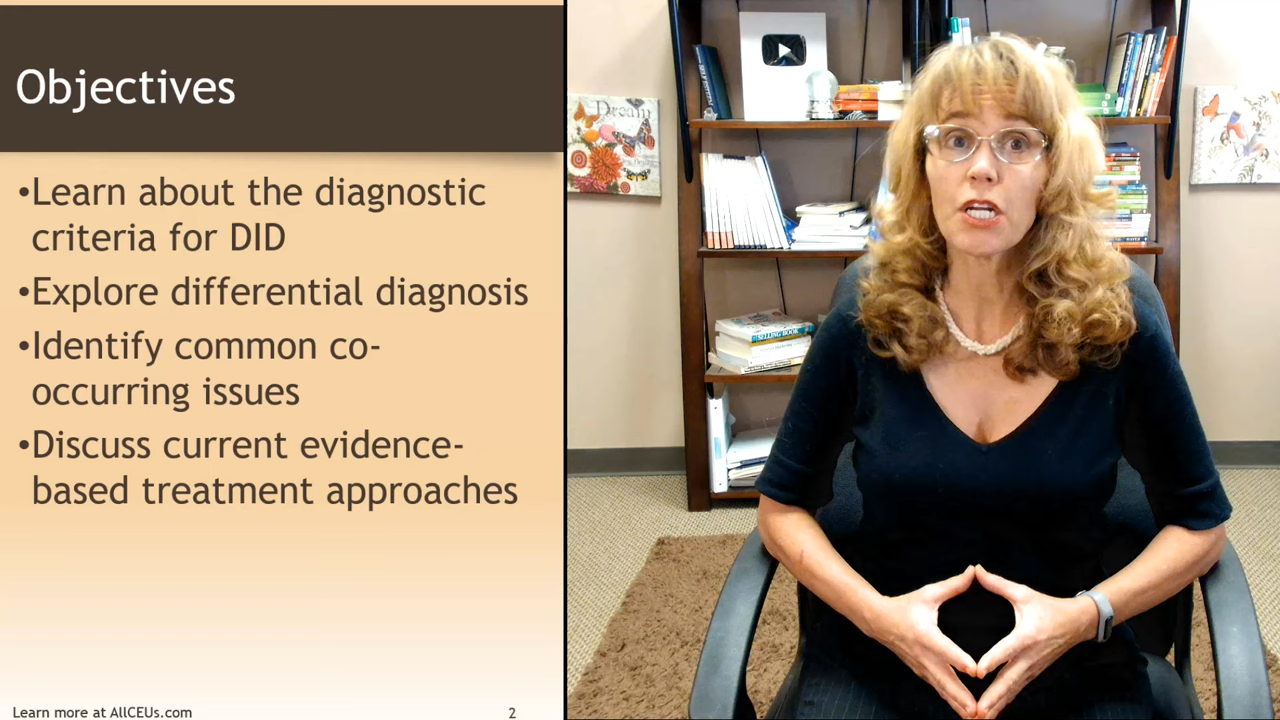 Objectives
•Learn about the diagnostic
criteria for DID
•Explore differential diagnosis
•Identify common co-
occurring issues
•Discuss current evidence-
based treatment approaches
Learn more at AllCEUs.com
2
Dream